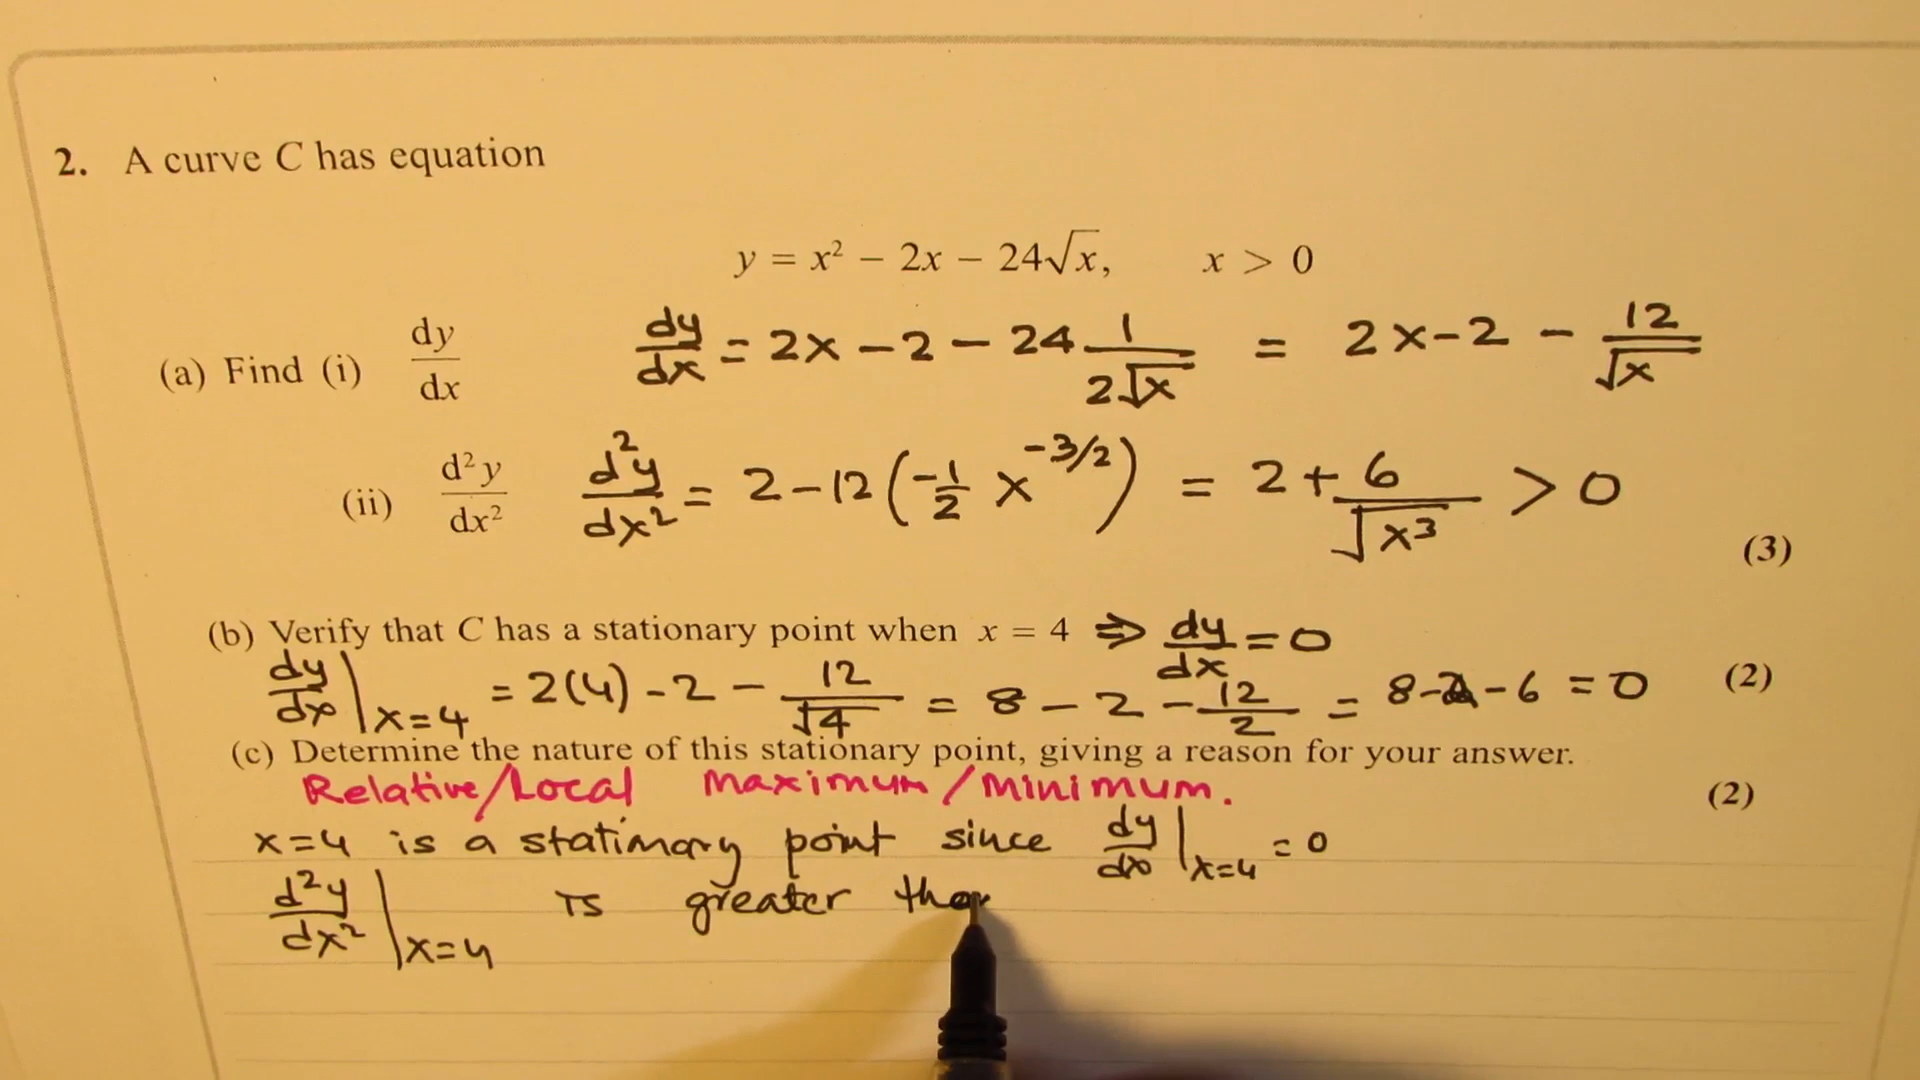 2. A curve C has equation
y = x² − 2x − 24√x, x > 0
(a) Find (i) dy/dx dy/dx = 2x − 2 − 24 1/(2√x) = 2x − 2 − 12/√x
(ii) d²y/dx² d²y/dx² = 2 − 12(−1/2 x^(−3/2)) = 2 + 6/√x³ > 0
(3)
(b) Verify that C has a stationary point when x = 4 ⇒ dy/dx = 0
dy/dx |x=4 = 2(4) − 2 − 12/√4 = 8 − 2 − 12/2 = 8 − 2 − 6 = 0 (2)
(c) Determine the nature of this stationary point, giving a reason for your answer.
Relative/Local Maximum/Minimum.
(2)
x = 4 is a stationary point since dy/dx |x=4 = 0
d²y/dx² |x=4 is greater than